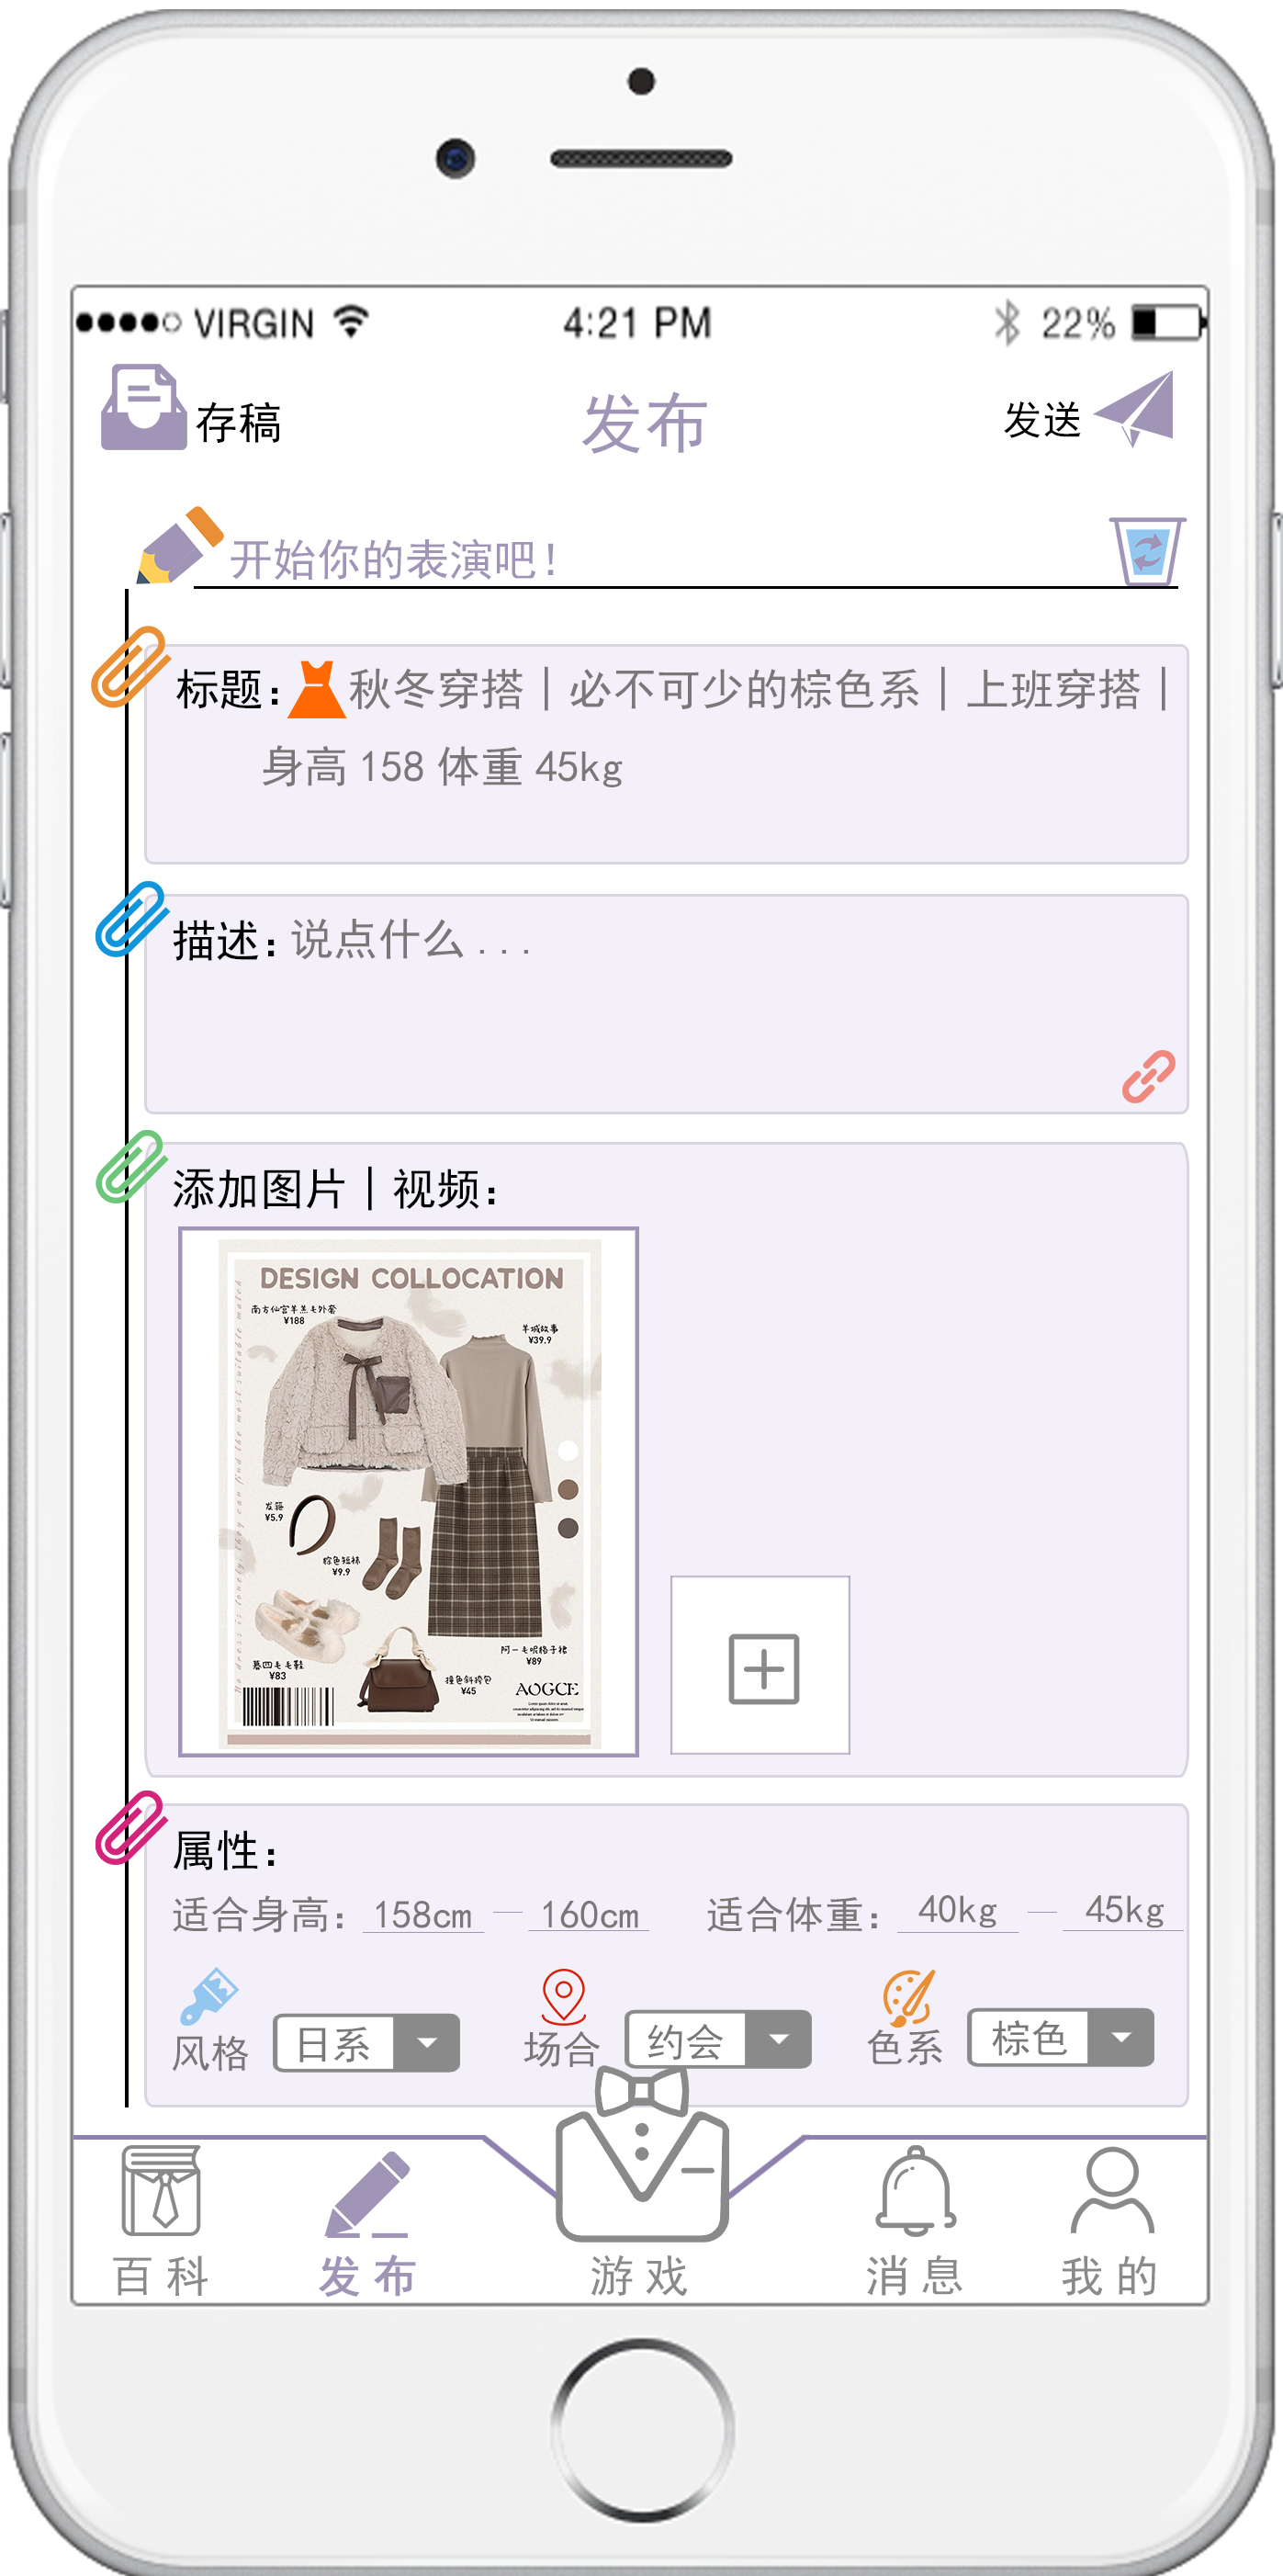 VIRGIN 4:21 PM 22%
存稿 发布 发送
开始你的表演吧！
标题：秋冬穿搭｜必不可少的棕色系｜上班穿搭｜
身高 158 体重 45kg
描述：说点什么 . . .
添加图片｜视频：
DESIGN COLLOCATION
南方仙宫羊羔毛外套
¥188
羊城故事
¥39.9
发箍
¥5.9
棕色短袜
¥9.9
阿一毛呢格子裙
¥89
慕四毛毛鞋
¥83
撞色斜挎包
¥45
AOGCE
属性：
适合身高：158cm — 160cm 适合体重：40kg — 45kg
风格 日系 场合 约会 色系 棕色
百科 发布 游戏 消息 我的